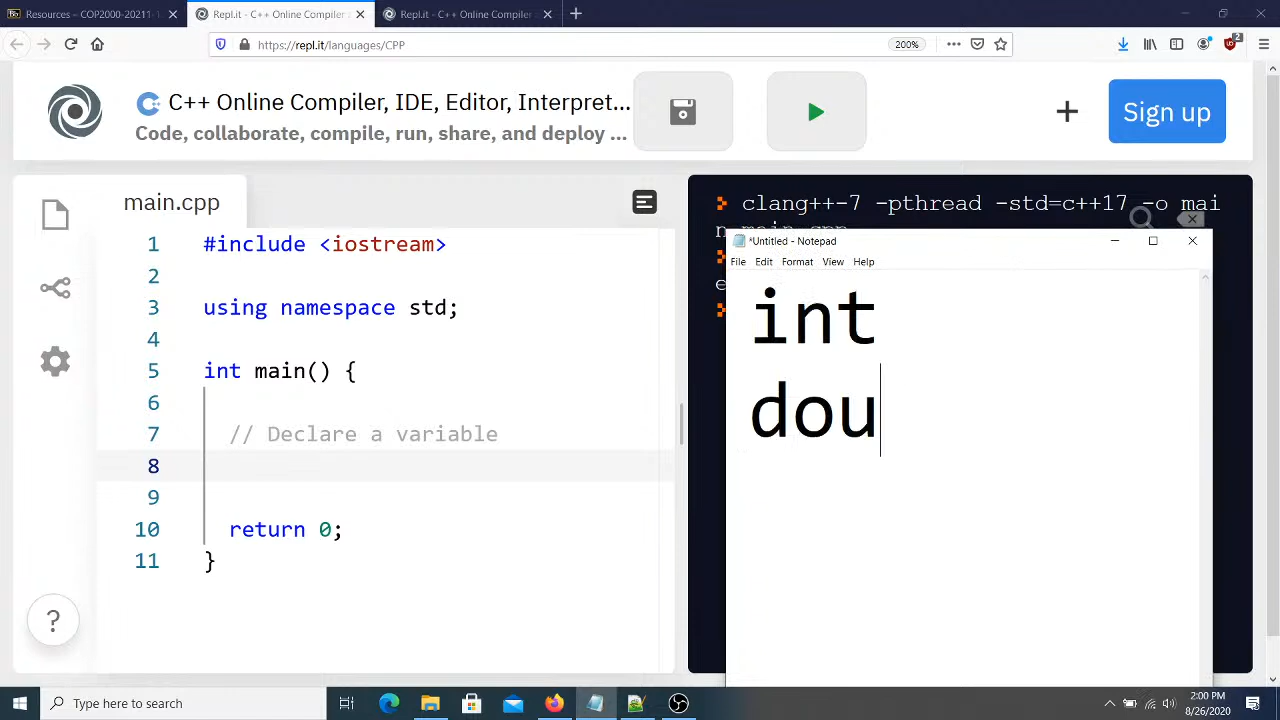 Resources – COP2000-20211-
Repl.it - C++ Online Compiler
Repl.it - C++ Online Compiler
https://repl.it/languages/CPP
200%
2
C++ Online Compiler, IDE, Editor, Interpret...
Code, collaborate, compile, run, share, and deploy ...
Sign up
main.cpp
1 #include <iostream>
2
3 using namespace std;
4
5 int main() {
6
7 // Declare a variable
8
9
10 return 0;
11 }
?
clang++-7 -pthread -std=c++17 -o mai
n main.cpp
*Untitled - Notepad
File Edit Format View Help
int
dou
Type here to search
2:00 PM
8/26/2020